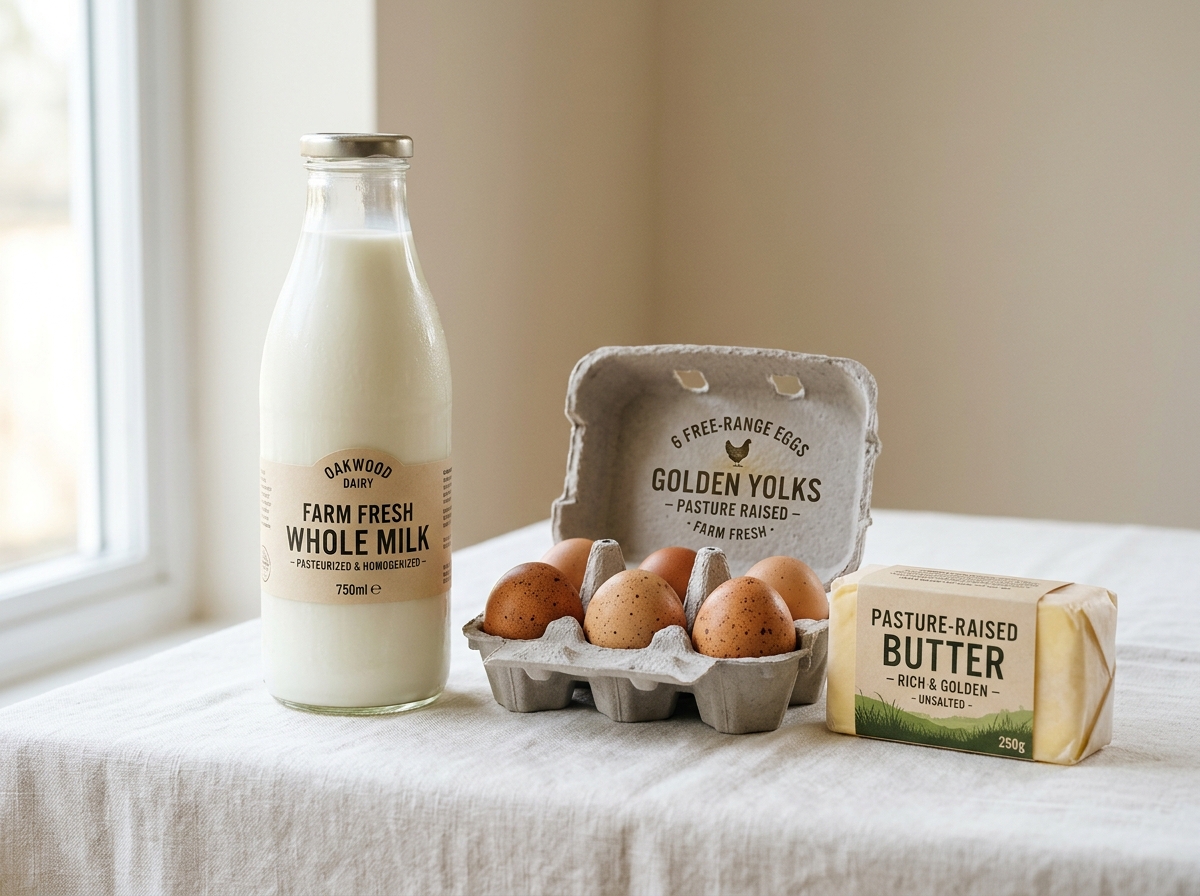 OAKWOOD
DAIRY
FARM FRESH
WHOLE MILK
– PASTEURIZED & HOMOGENIZED –
750ml ℮
6 FREE-RANGE EGGS
GOLDEN YOLKS
– PASTURE RAISED –
· FARM FRESH ·
PASTURE-RAISED
BUTTER
– RICH & GOLDEN –
- UNSALTED -
250g